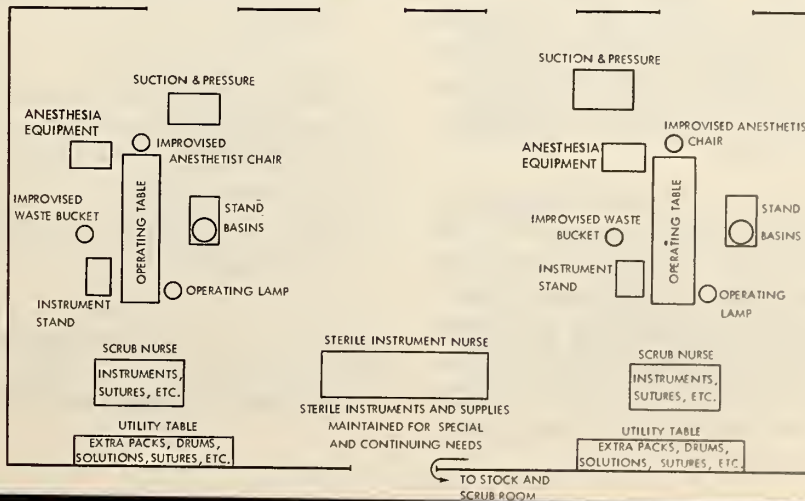 SUCTION & PRESSURE
ANESTHESIA
EQUIPMENT
IMPROVISED
ANESTHETIST CHAIR
IMPROVISED
WASTE BUCKET
OPERATING TABLE
STAND
BASINS
INSTRUMENT
STAND
OPERATING LAMP
SCRUB NURSE
INSTRUMENTS,
SUTURES, ETC.
UTILITY TABLE
EXTRA PACKS, DRUMS,
SOLUTIONS, SUTURES, ETC.
STERILE INSTRUMENT NURSE
STERILE INSTRUMENTS AND SUPPLIES
MAINTAINED FOR SPECIAL
AND CONTINUING NEEDS
TO STOCK AND
SCRUB ROOM
SUCTION & PRESSURE
IMPROVISED ANESTHETIST
CHAIR
ANESTHESIA
EQUIPMENT
IMPROVISED WASTE
BUCKET
OPERATING TABLE
STAND
BASINS
INSTRUMENT
STAND
OPERATING
LAMP
SCRUB NURSE
INSTRUMENTS,
SUTURES, ETC.
UTILITY TABLE
EXTRA PACKS, DRUMS,
SOLUTIONS, SUTURES, ETC.